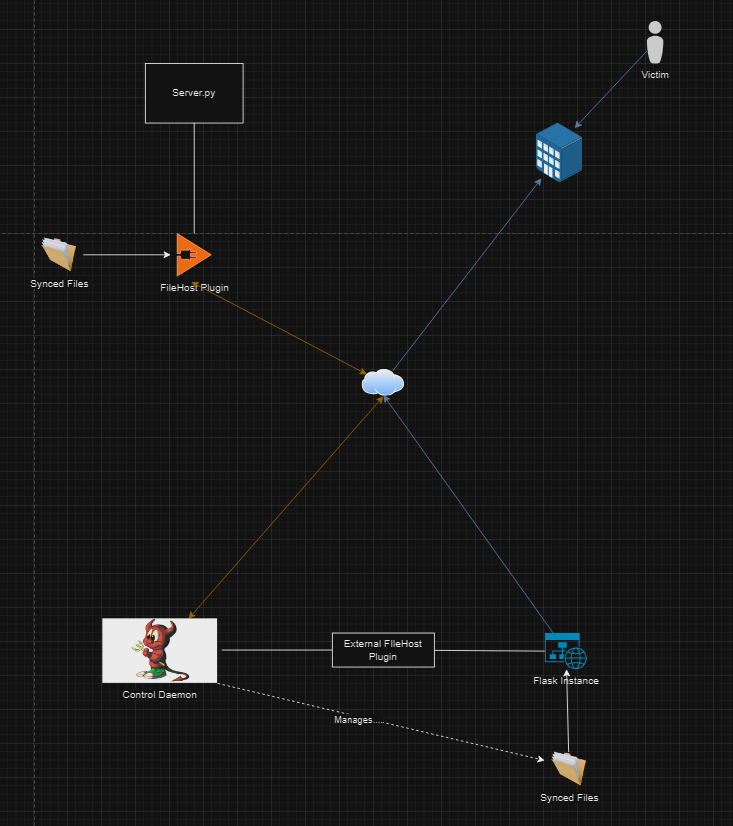 Victim
Server.py
Synced Files
FileHost Plugin
External FIleHost
Plugin
Flask Instance
Control Daemon
Manages....
Synced Files